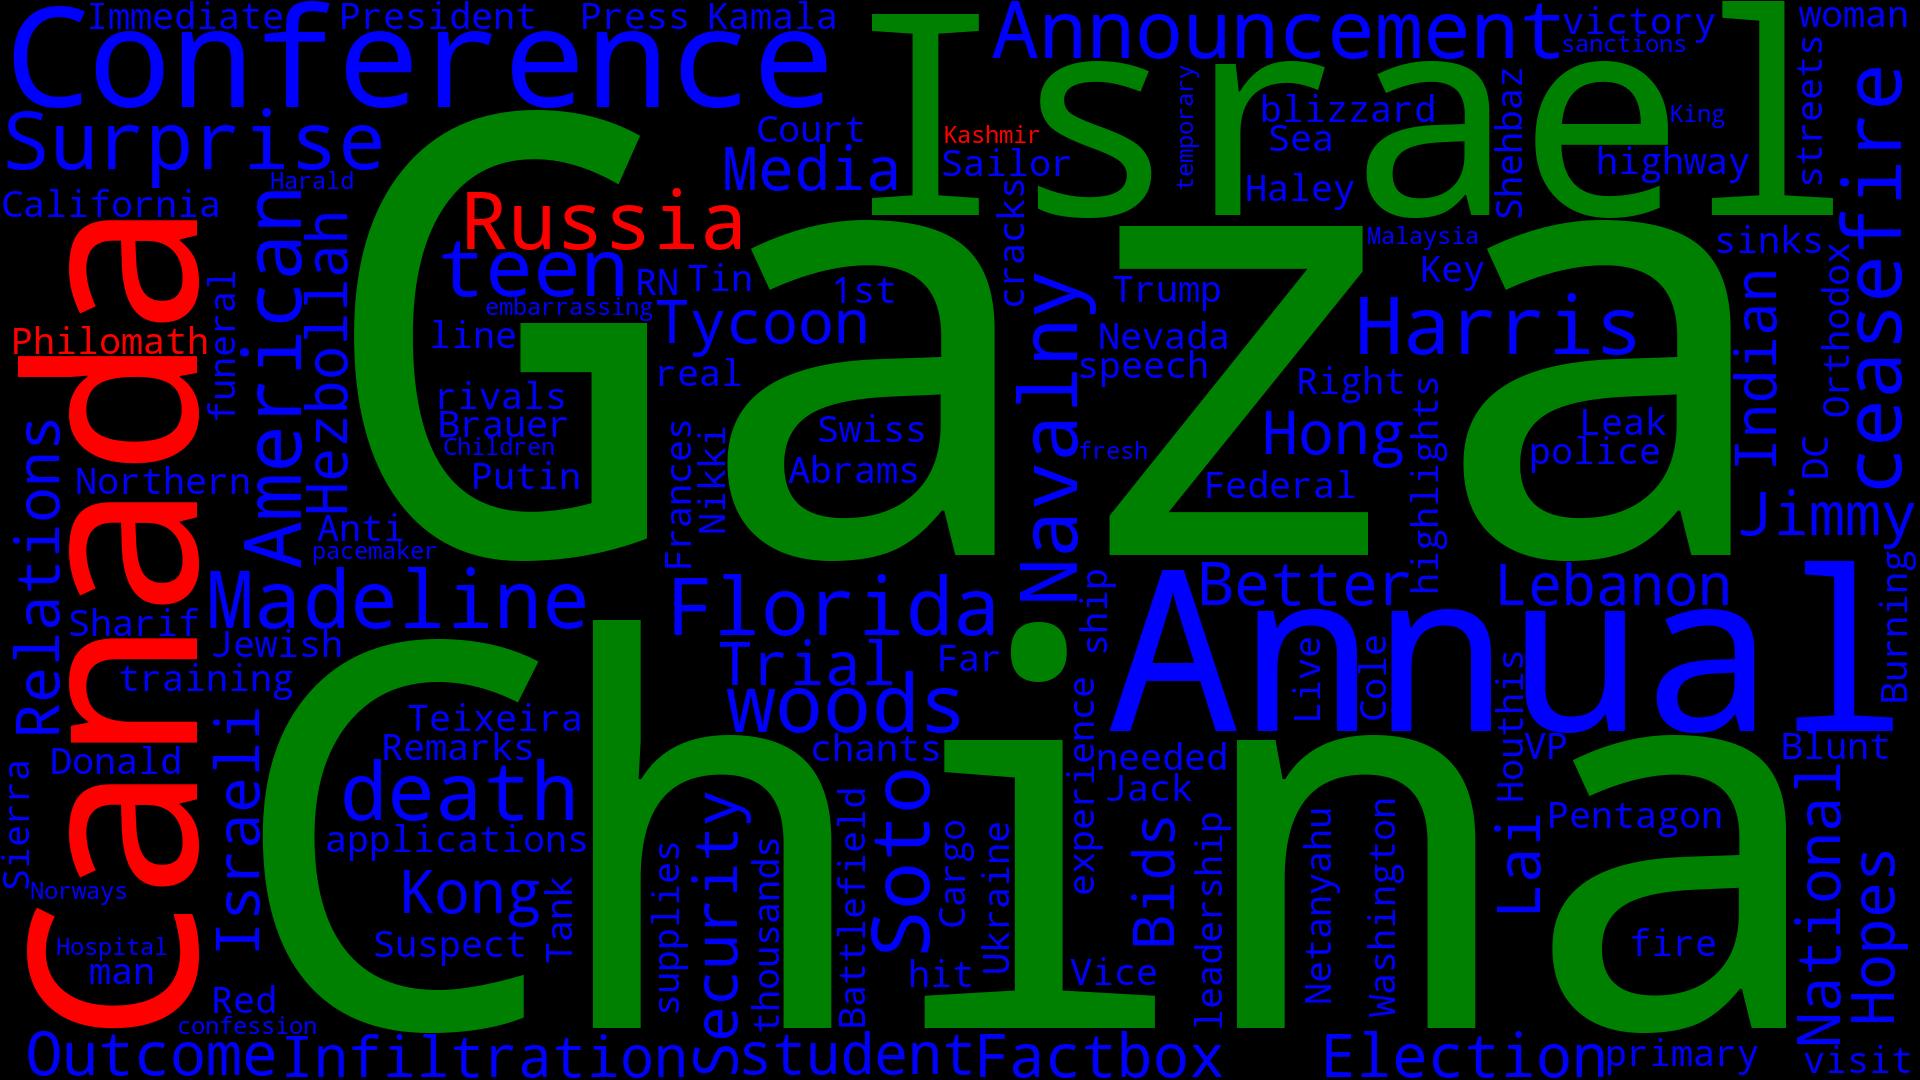 Immediate
President
Press
Kamala
Conference
Israel
Announcement
victory
sanctions
woman
Surprise
Court
Kashmir
Media
Sailor
temporary
blizzard
Sea
Haley
Shehbaz
King
highway
streets
ceasefire
California
Harald
American
Hezbollah
Gaza
Russia
teen
RN
Tin
embarrassing
1st
cracks
Trump
Malaysia
Key
sinks
Canada
Philomath
funeral
line
Tycoon
real
Navalny
Nevada
speech
Harris
Right
Indian
Orthodox
rivals
Brauer
Children
Putin
Frances
Nikki
Swiss
Abrams
fresh
Hong
Federal
highlights
Leak
police
DC
Jimmy
Relations
Northern
Anti
pacemaker
Madeline
Florida
ship
Better
Lebanon
Burning
Sharif
Jewish
training
China
Trial
Far
woods
Annual
Live
Cole
Houthis
Israeli
Teixeira
Remarks
death
applications
chants
experience
needed
Jack
VP
Blunt
Donald
Sierra
Norways
Kong
Suspect
Tank
supplies
Security
thousands
Battlefield
Soto
Cargo
Ukraine
hit
Vice
Bids
leadership
Netanyahu
Washington
Lai
Pentagon
fire
National
Hopes
Hospital
man
Red
confession
Outcome
Infiltration
student
Factbox
Election
primary
visit